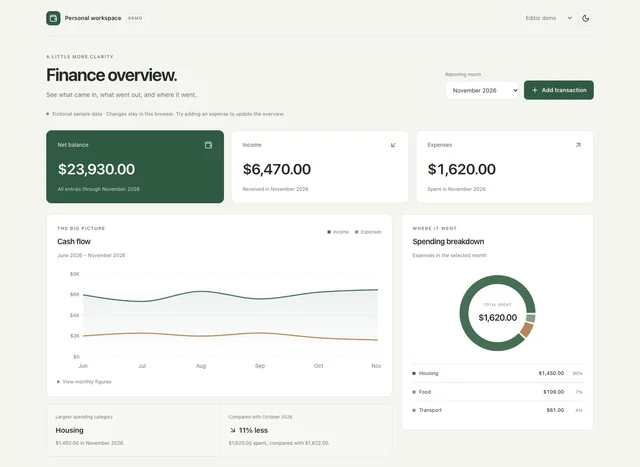 Personal workspace DEMO
Editor demo
A LITTLE MORE CLARITY
Finance overview.
See what came in, what went out, and where it went.
Reporting month
November 2026
+ Add transaction
Fictional sample data · Changes stay in this browser. Try adding an expense to update the overview.
Net balance
$23,930.00
All entries through November 2026
Income
$6,470.00
Received in November 2026
Expenses
$1,620.00
Spent in November 2026
THE BIG PICTURE
Cash flow
Income Expenses
June 2026 – November 2026
$8K
$6K
$4K
$2K
$0
Jun Jul Aug Sep Oct Nov
View monthly figures
Largest spending category
Housing
$1,450.00 in November 2026.
Compared with October 2026
11% less
$1,620.00 spent, compared with $1,822.00.
WHERE IT WENT
Spending breakdown
Expenses in the selected month
TOTAL SPENT
$1,620.00
Housing $1,450.00 90%
Food $109.00 7%
Transport $61.00 4%